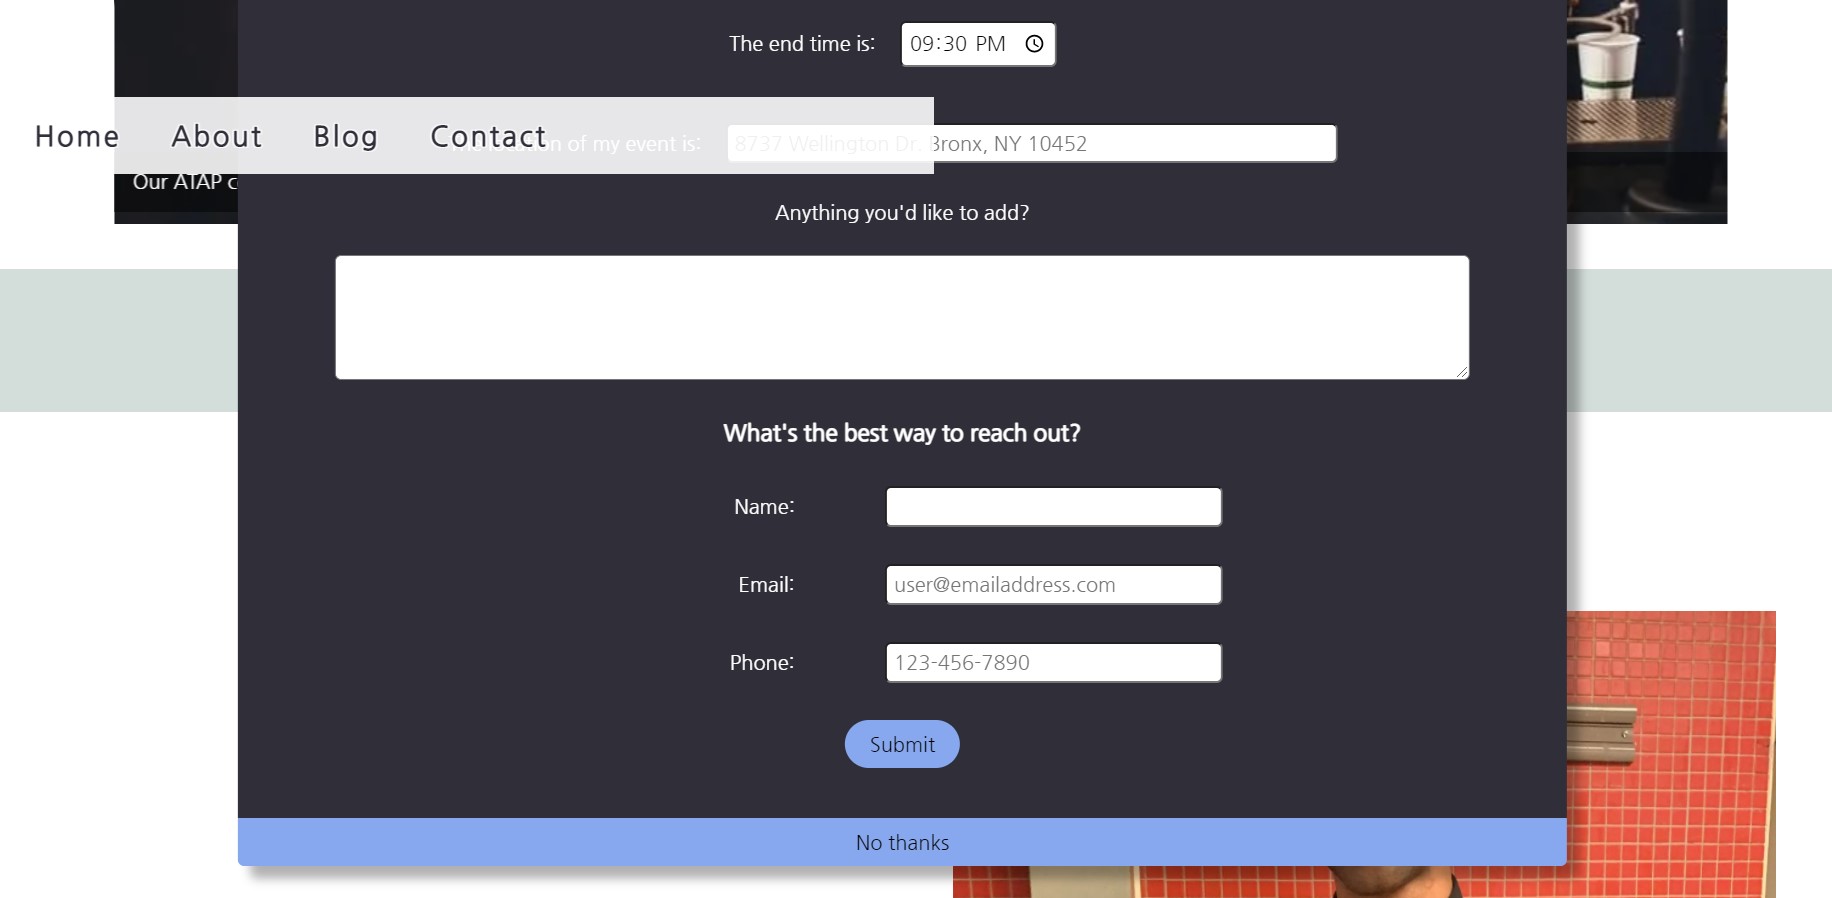 The end time is: 09:30 PM
Home About Blog Contact
The location of my event is: 8737 Wellington Dr. Bronx, NY 10452
Our ATAP c
Anything you'd like to add?
What's the best way to reach out?
Name:
Email: user@emailaddress.com
Phone: 123-456-7890
Submit
No thanks